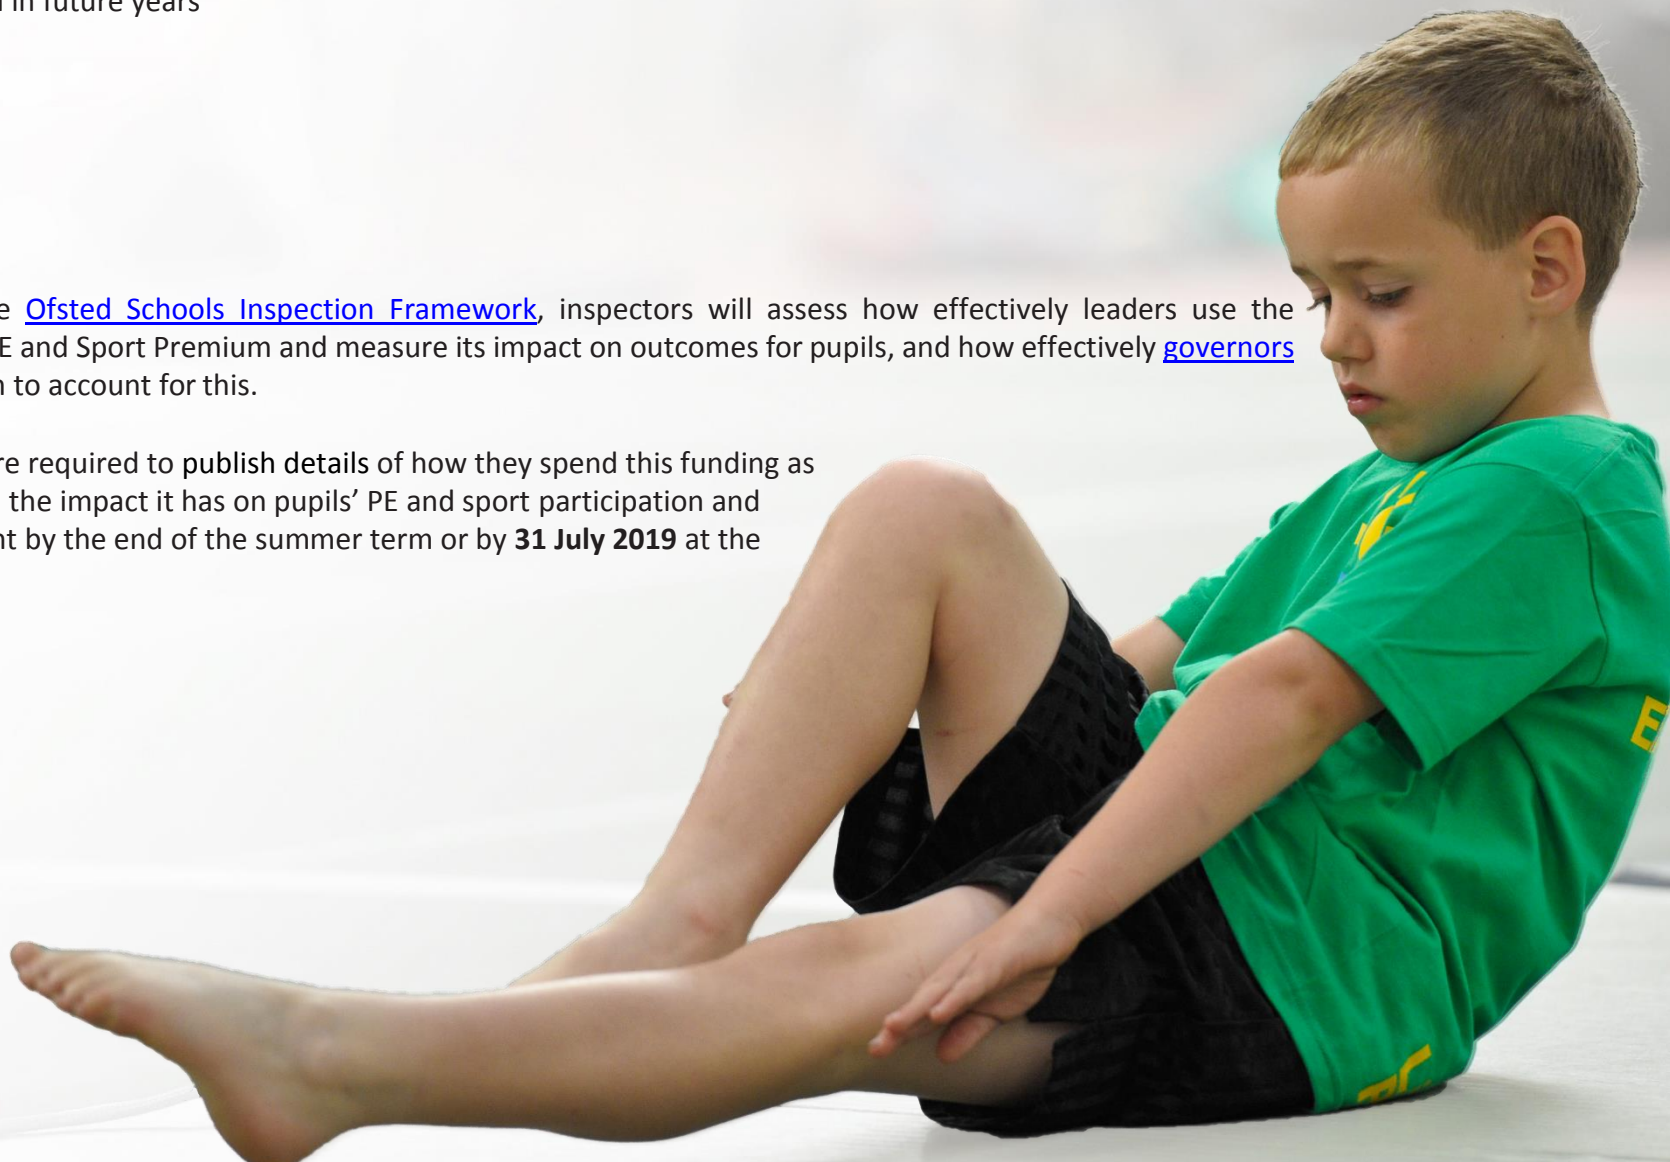 in future years
e Ofsted Schools Inspection Framework, inspectors will assess how effectively leaders use the
E and Sport Premium and measure its impact on outcomes for pupils, and how effectively governors
to account for this.
re required to publish details of how they spend this funding as
the impact it has on pupils’ PE and sport participation and
nt by the end of the summer term or by 31 July 2019 at the
E